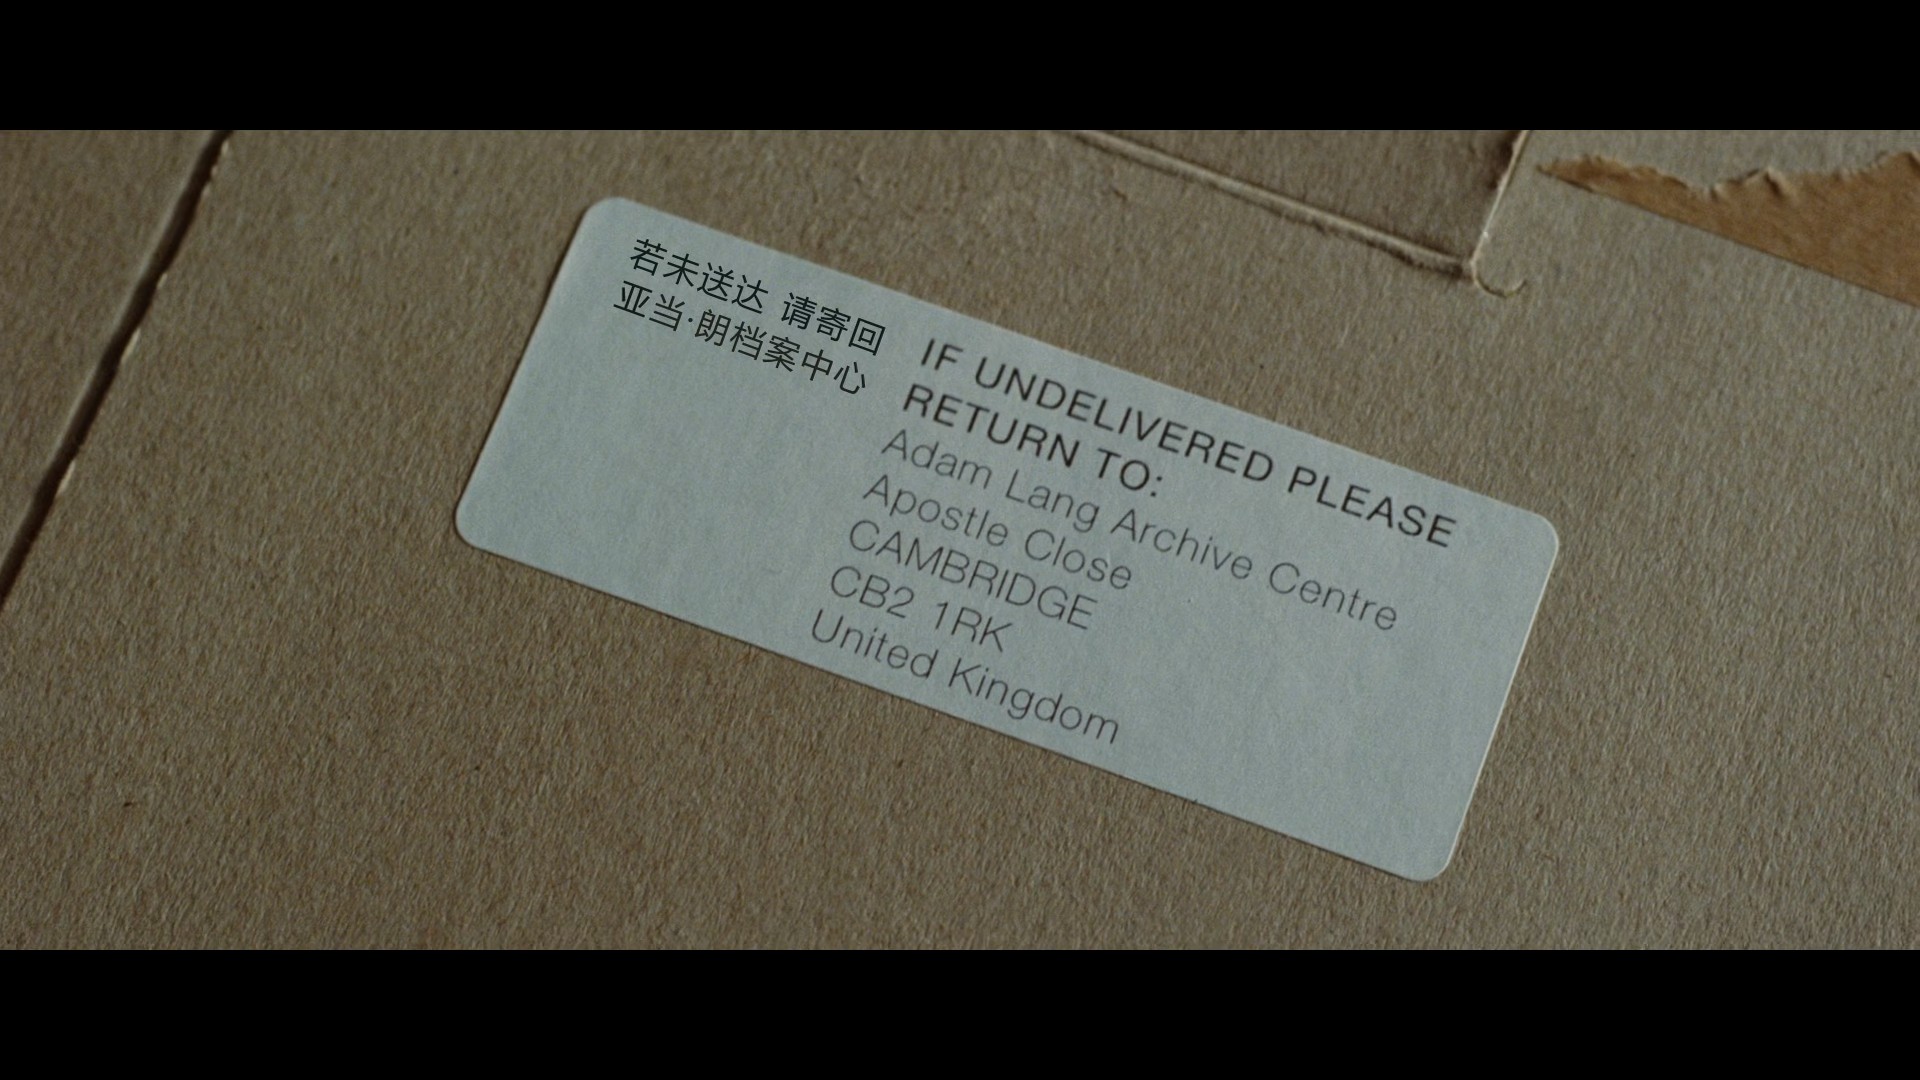 若未送达 请寄回
亚当·朗档案中心
IF UNDELIVERED PLEASE
RETURN TO:
Adam Lang Archive Centre
Apostle Close
CAMBRIDGE
CB2 1RK
United Kingdom